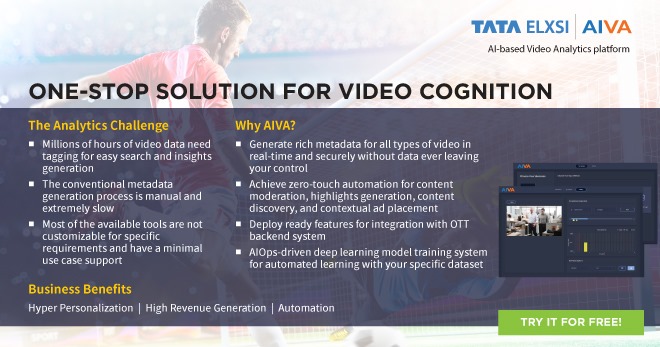 TATA ELXSI | AIVA
AI-based Video Analytics platform
ONE-STOP SOLUTION FOR VIDEO COGNITION
The Analytics Challenge
Millions of hours of video data need
tagging for easy search and insights
generation
The conventional metadata
generation process is manual and
extremely slow
Most of the available tools are not
customizable for specific
requirements and have a minimal
use case support
Why AIVA?
Generate rich metadata for all types of video in
real-time and securely without data ever leaving
your control
Achieve zero-touch automation for content
moderation, highlights generation, content
discovery, and contextual ad placement
Deploy ready features for integration with OTT
backend system
AIOps-driven deep learning model training system
for automated learning with your specific dataset
AIVA
AIVA
Business Benefits
Hyper Personalization | High Revenue Generation | Automation
TRY IT FOR FREE!